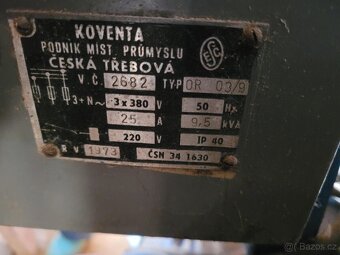 KOVENTA
PODNIK MÍST. PRŮMYSLU
ČESKÁ TŘEBOVÁ
V.Č. 2682 TYP OR 03/9
3+N~ 3x380 V 50 Hz
25 A 9,5 kVA
220 V IP 40
R.V. 1973 ČSN 34 1630
Bazos.cz